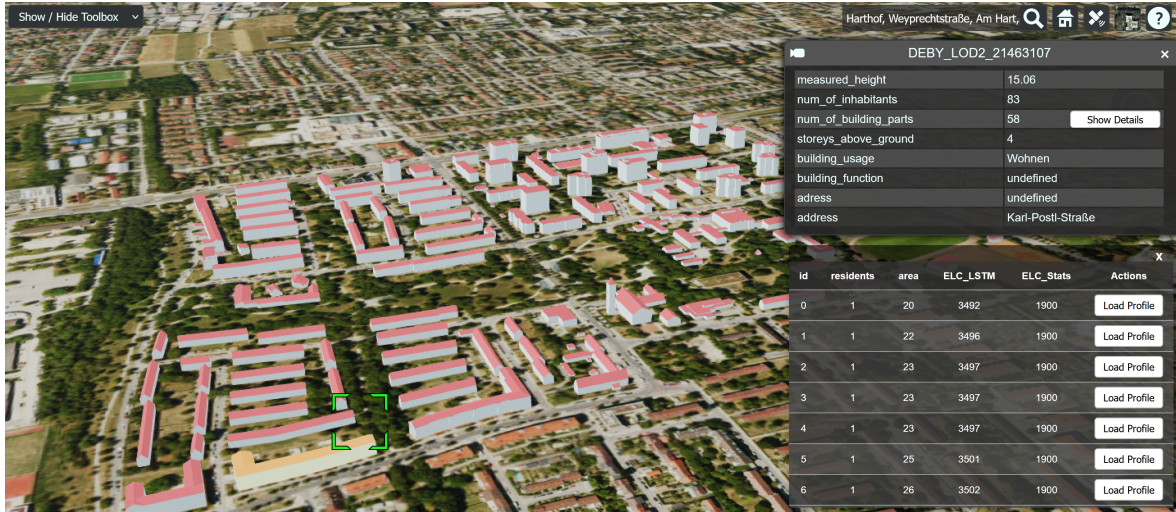 Show / Hide Toolbox
Harthof, Weyprechtstraße, Am Hart,
?
DEBY_LOD2_21463107 ×
measured_height 15.06
num_of_inhabitants 83
num_of_building_parts 58 Show Details
storeys_above_ground 4
building_usage Wohnen
building_function undefined
adress undefined
address Karl-Postl-Straße
X
id residents area ELC_LSTM ELC_Stats Actions
0 1 20 3492 1900 Load Profile
1 1 22 3496 1900 Load Profile
2 1 23 3497 1900 Load Profile
3 1 23 3497 1900 Load Profile
4 1 23 3497 1900 Load Profile
5 1 25 3501 1900 Load Profile
6 1 26 3502 1900 Load Profile